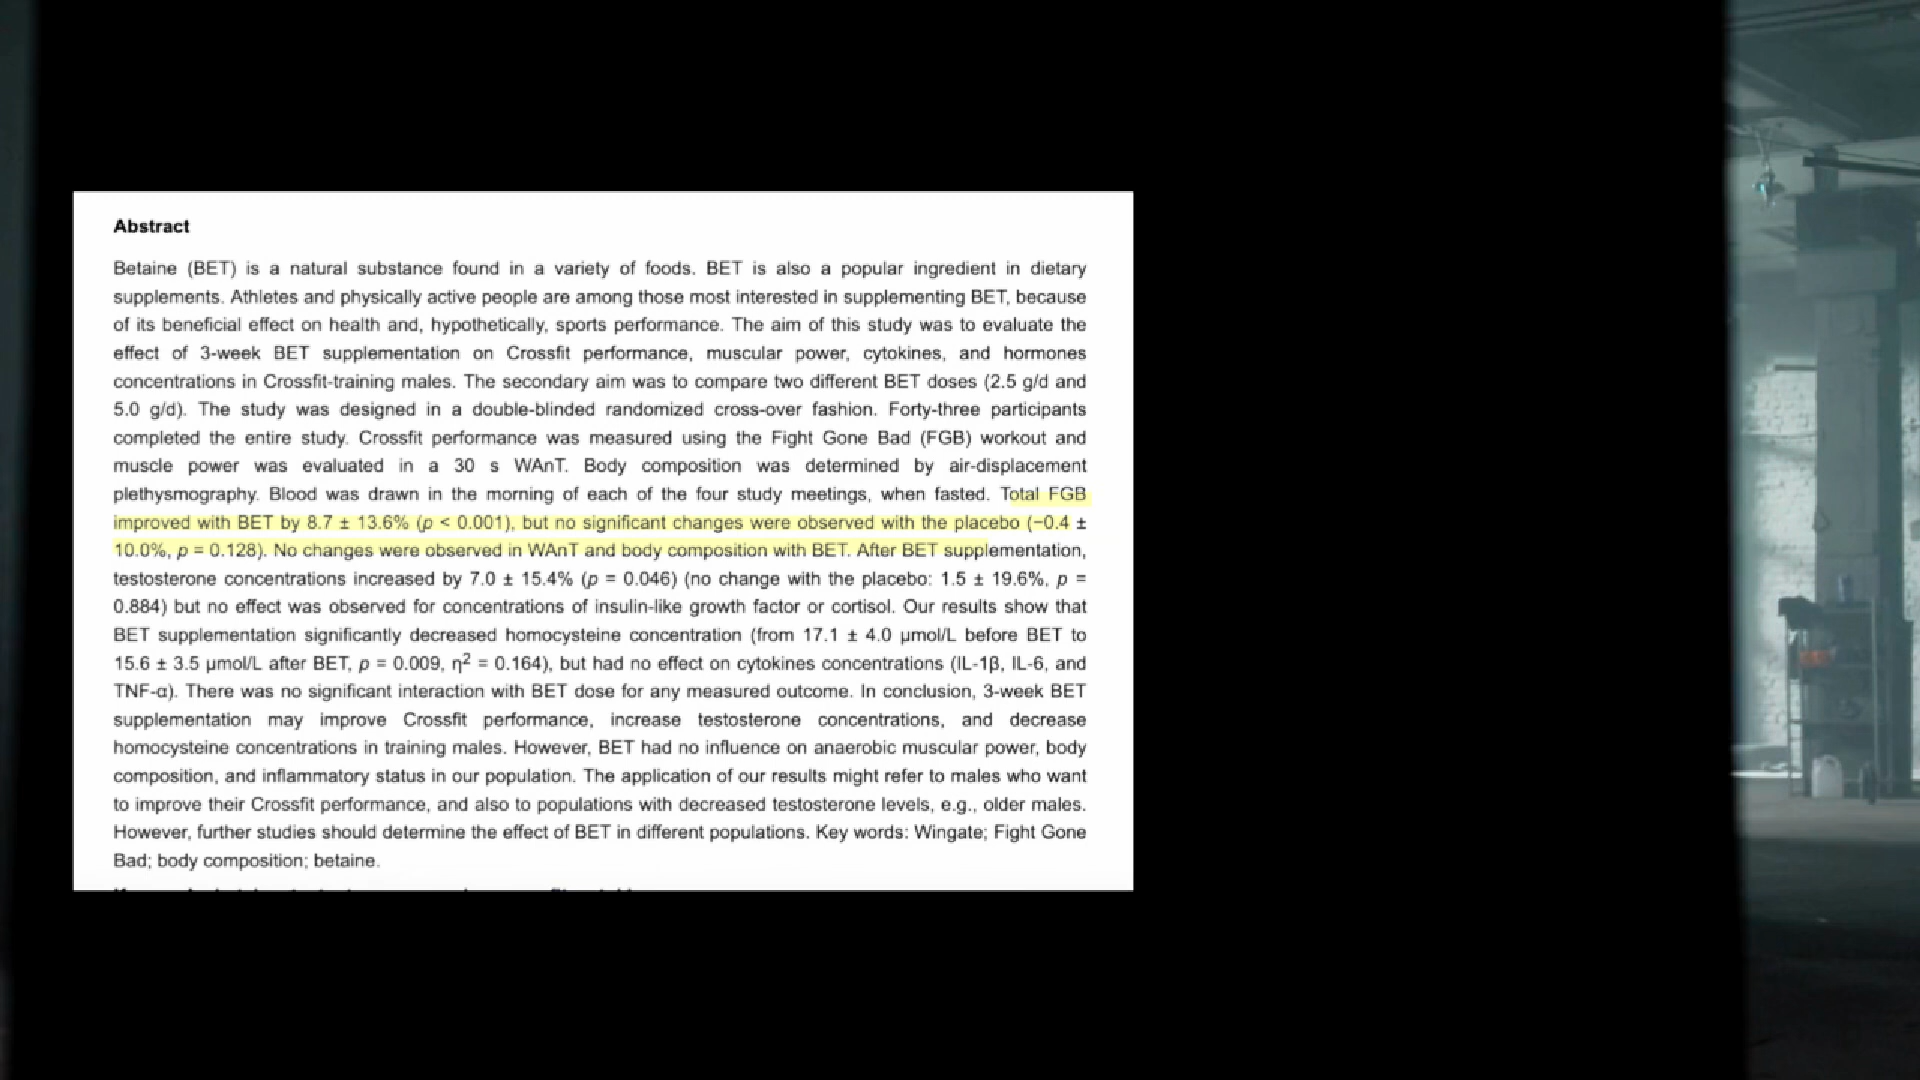 Abstract
Betaine (BET) is a natural substance found in a variety of foods. BET is also a popular ingredient in dietary
supplements. Athletes and physically active people are among those most interested in supplementing BET, because
of its beneficial effect on health and, hypothetically, sports performance. The aim of this study was to evaluate the
effect of 3-week BET supplementation on Crossfit performance, muscular power, cytokines, and hormones
concentrations in Crossfit-training males. The secondary aim was to compare two different BET doses (2.5 g/d and
5.0 g/d). The study was designed in a double-blinded randomized cross-over fashion. Forty-three participants
completed the entire study. Crossfit performance was measured using the Fight Gone Bad (FGB) workout and
muscle power was evaluated in a 30 s WAnT. Body composition was determined by air-displacement
plethysmography. Blood was drawn in the morning of each of the four study meetings, when fasted. Total FGB
improved with BET by 8.7 ± 13.6% (p < 0.001), but no significant changes were observed with the placebo (−0.4 ±
10.0%, p = 0.128). No changes were observed in WAnT and body composition with BET. After BET supplementation,
testosterone concentrations increased by 7.0 ± 15.4% (p = 0.046) (no change with the placebo: 1.5 ± 19.6%, p =
0.884) but no effect was observed for concentrations of insulin-like growth factor or cortisol. Our results show that
BET supplementation significantly decreased homocysteine concentration (from 17.1 ± 4.0 μmol/L before BET to
15.6 ± 3.5 μmol/L after BET, p = 0.009, η2 = 0.164), but had no effect on cytokines concentrations (IL-1β, IL-6, and
TNF-α). There was no significant interaction with BET dose for any measured outcome. In conclusion, 3-week BET
supplementation may improve Crossfit performance, increase testosterone concentrations, and decrease
homocysteine concentrations in training males. However, BET had no influence on anaerobic muscular power, body
composition, and inflammatory status in our population. The application of our results might refer to males who want
to improve their Crossfit performance, and also to populations with decreased testosterone levels, e.g., older males.
However, further studies should determine the effect of BET in different populations. Key words: Wingate; Fight Gone
Bad; body composition; betaine.